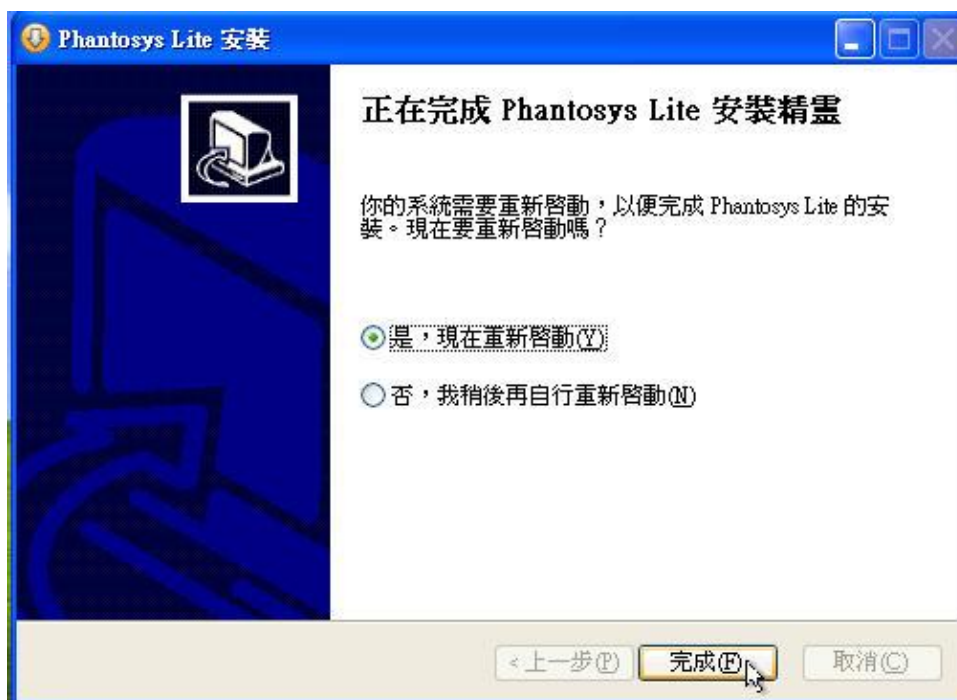 Phantosys Lite 安裝
正在完成 Phantosys Lite 安裝精靈
你的系統需要重新啓動，以便完成 Phantosys Lite 的安
裝。現在要重新啓動嗎？
是，現在重新啓動(Y)
否，我稍後再自行重新啓動(N)
<上一步(P) 完成(F) 取消(C)